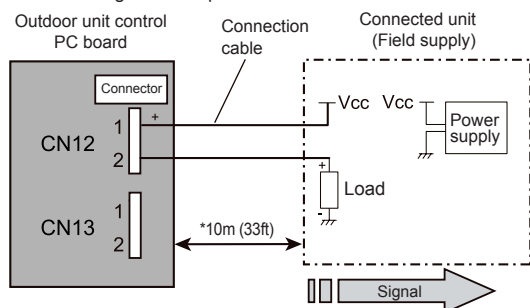 Outdoor unit control
PC board
Connection
cable
Connected unit
(Field supply)
Connector
+
1
CN12
2
Vcc
Vcc
Power
supply
+
Load
-
1
CN13
2
*10m (33ft)
Signal